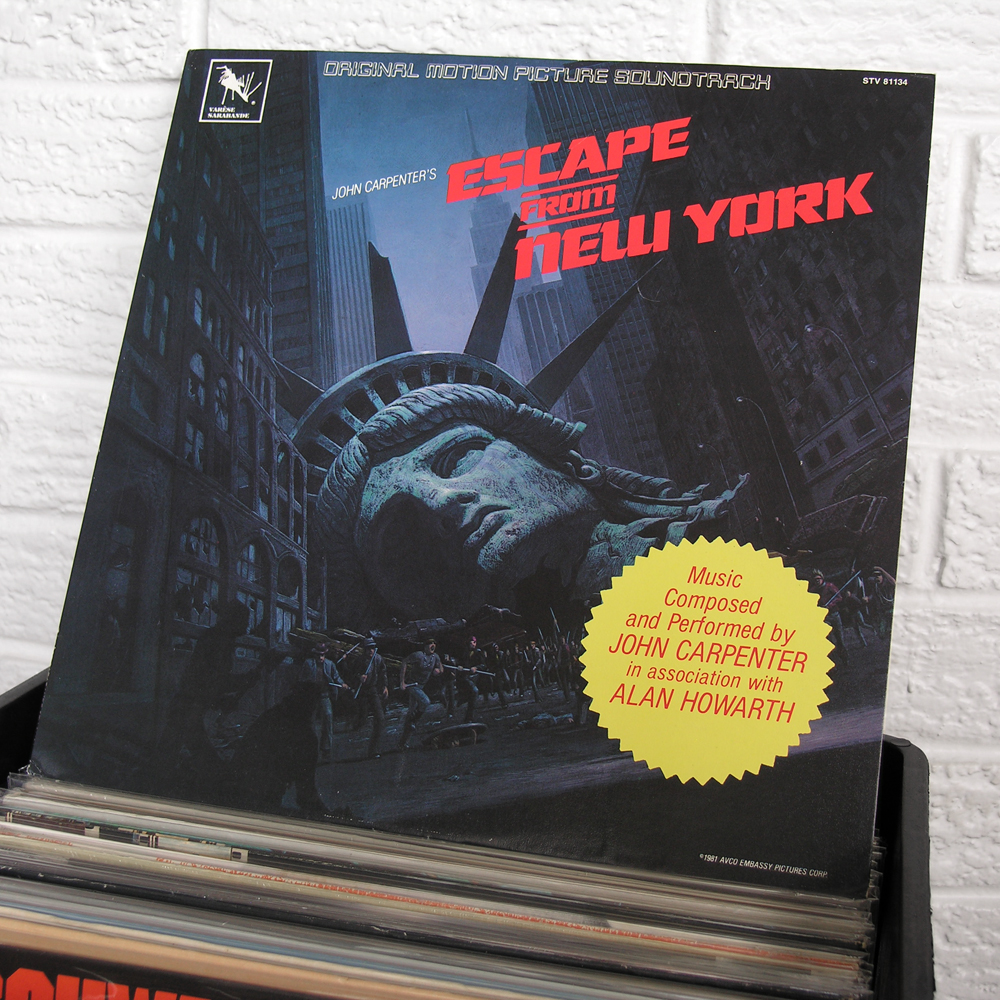 ORIGINAL MOTION PICTURE SOUNDTRACK
STV 81134
VARÈSE
SARABANDE
JOHN CARPENTER'S
ESCAPE
FROM
NEW YORK
Music
Composed
and Performed by
JOHN CARPENTER
in association with
ALAN HOWARTH
©1981 AVCO EMBASSY PICTURES CORP.